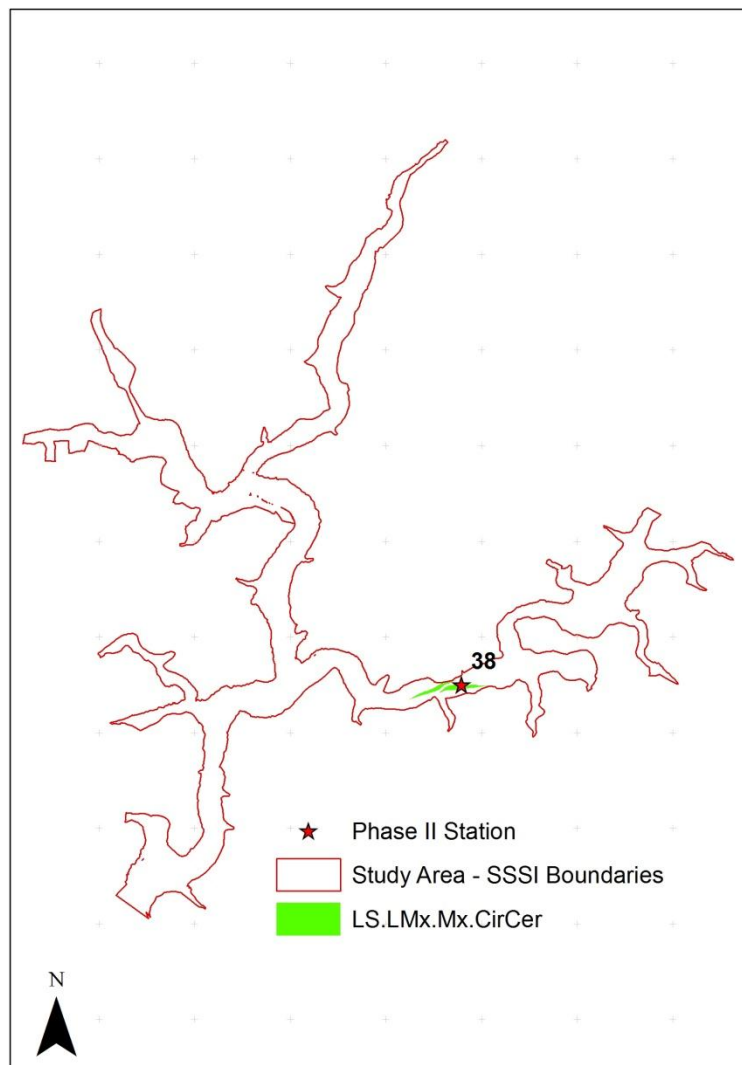 38
Phase II Station
Study Area - SSSI Boundaries
LS.LMx.Mx.CirCer
N